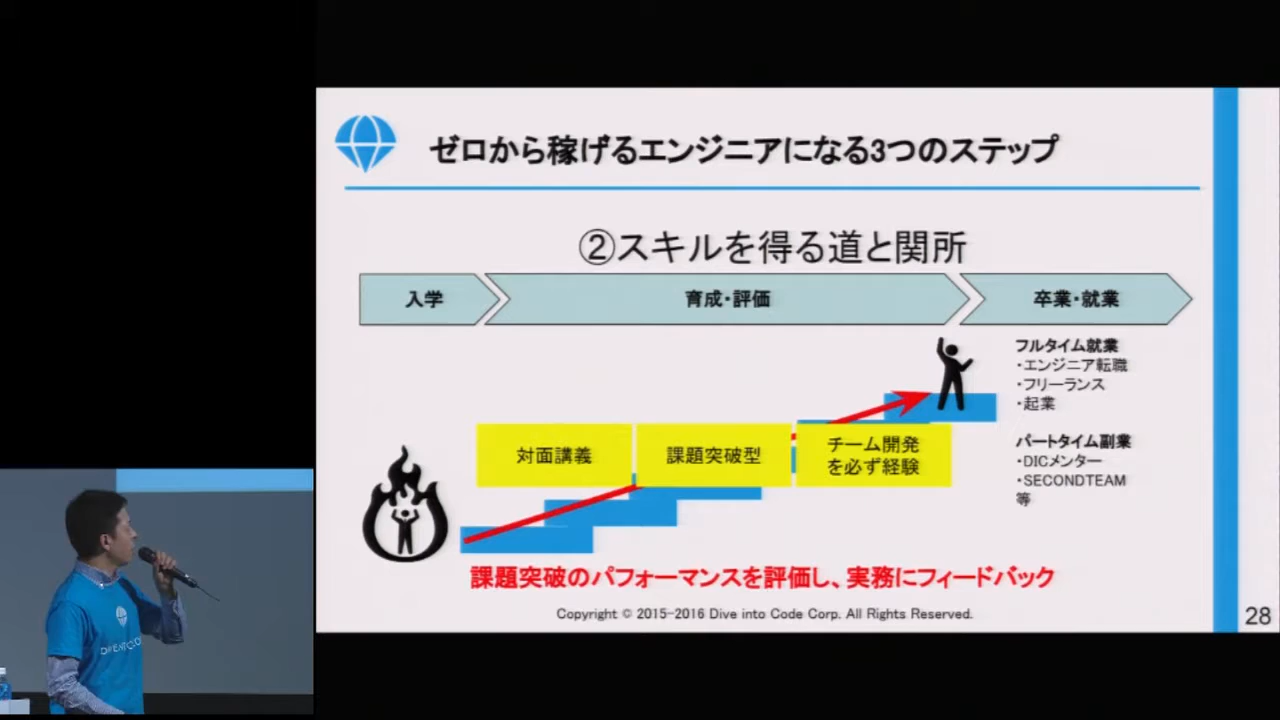 ゼロから稼げるエンジニアになる3つのステップ
②スキルを得る道と関所
入学
育成・評価
卒業・就業
フルタイム就業
・エンジニア転職
・フリーランス
・起業
対面講義
課題突破型
チーム開発
を必ず経験
パートタイム副業
・DICメンター
・SECONDTEAM
等
課題突破のパフォーマンスを評価し、実務にフィードバック
Copyright © 2015-2016 Dive into Code Corp. All Rights Reserved.
28